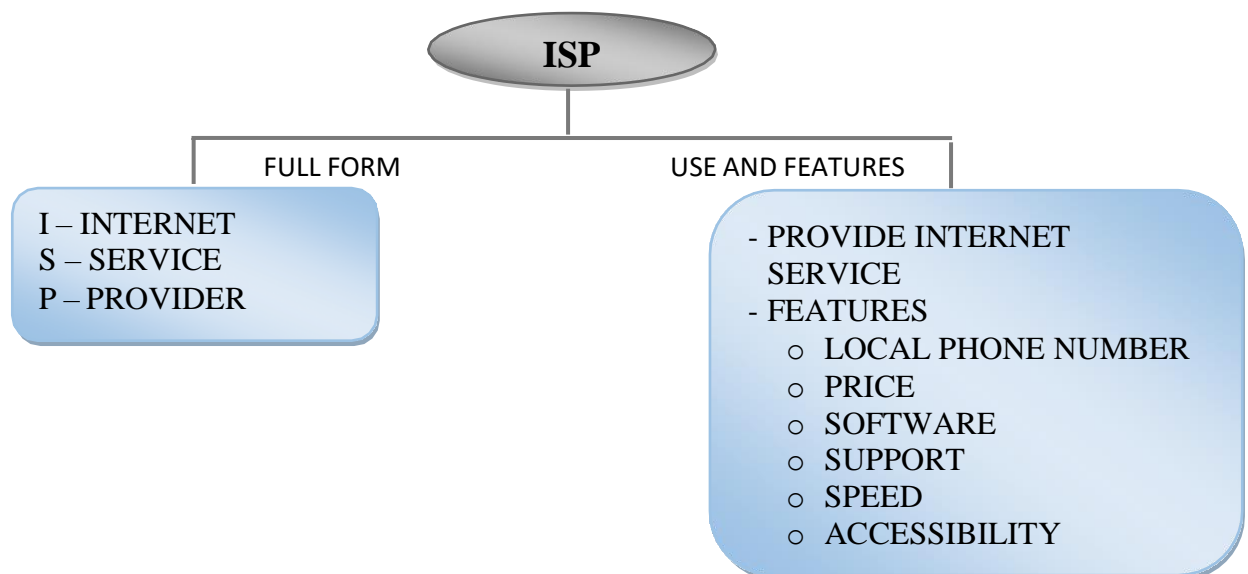 ISP
FULL FORM
I – INTERNET
S – SERVICE
P – PROVIDER
USE AND FEATURES
- PROVIDE INTERNET
SERVICE
- FEATURES
o LOCAL PHONE NUMBER
o PRICE
o SOFTWARE
o SUPPORT
o SPEED
o ACCESSIBILITY